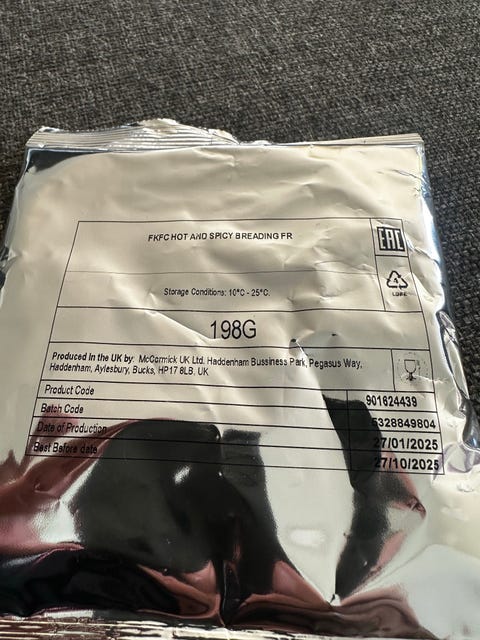 FKFC HOT AND SPICY BREADING FR
EAC
Storage Conditions: 10°C - 25°C.
4
LDPE
198G
Produced in the UK by: McCormick UK Ltd. Haddenham Bussiness Park, Pegasus Way,
Haddenham, Aylesbury, Bucks, HP17 8LB, UK
Product Code 901824439
Batch Code 5328849804
Date of Production 27/01/2025
Best Before date 27/10/2025